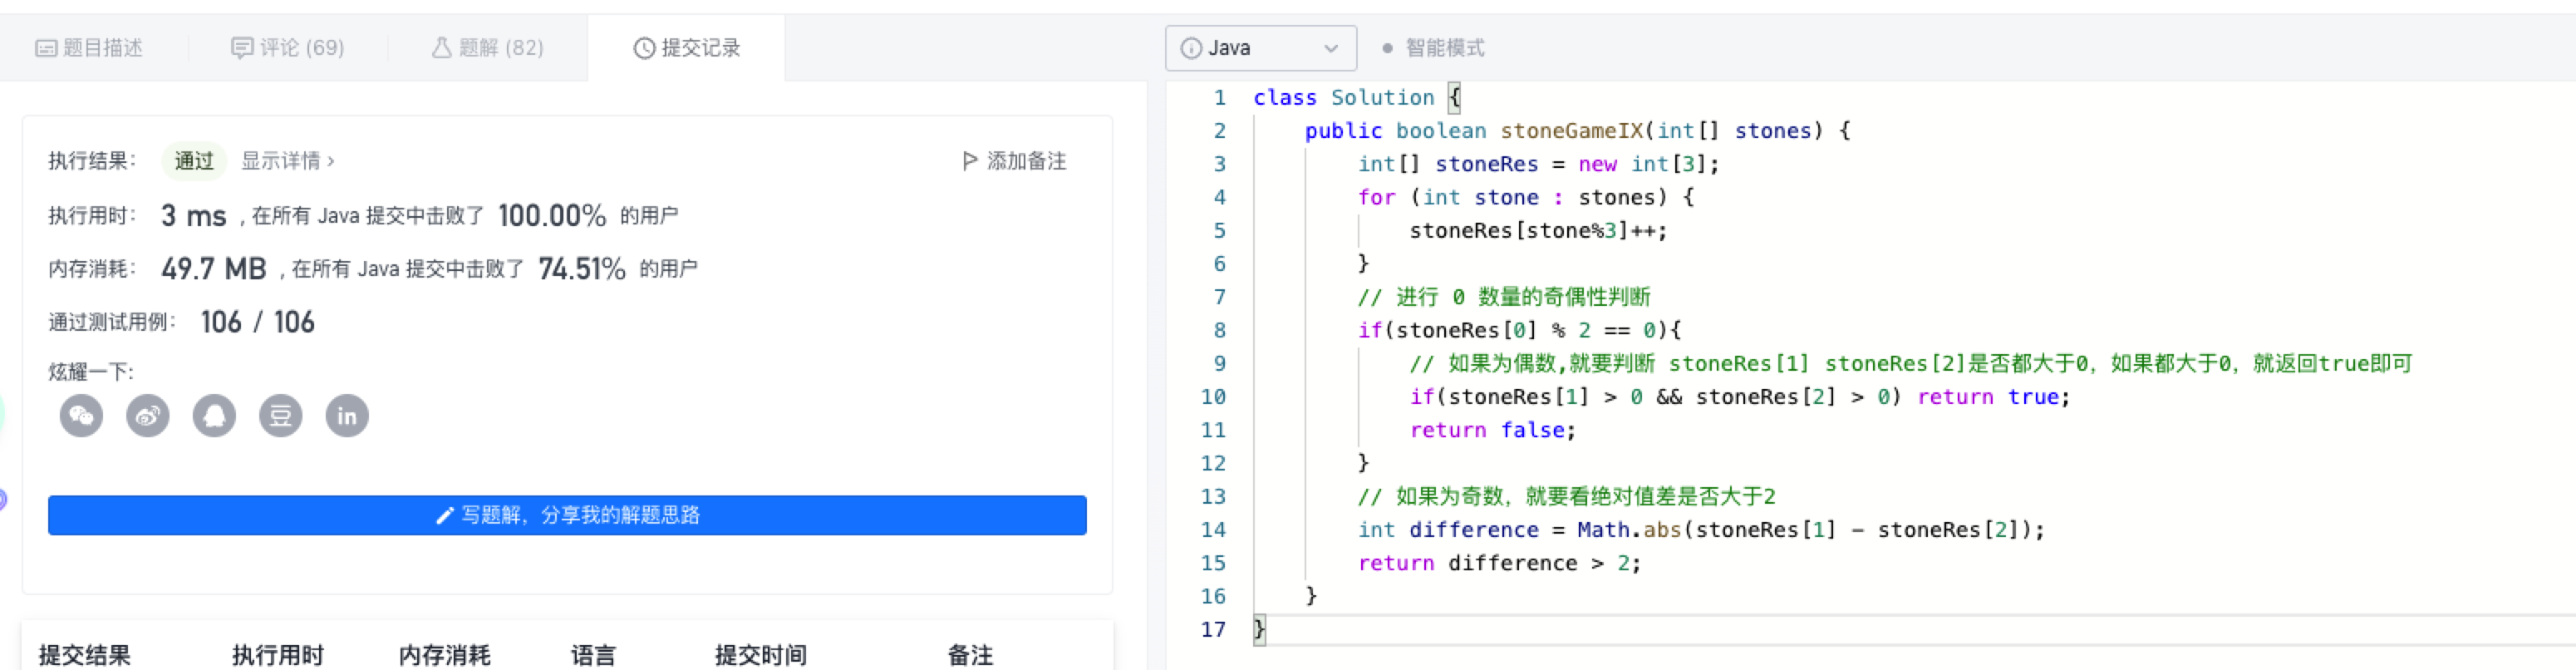 题目描述
评论 (69)
题解 (82)
提交记录
执行结果：
通过
显示详情 ›
添加备注
执行用时：
3 ms , 在所有 Java 提交中击败了 100.00% 的用户
内存消耗：
49.7 MB , 在所有 Java 提交中击败了 74.51% 的用户
通过测试用例：
106 / 106
炫耀一下:
豆
in
写题解，分享我的解题思路
提交结果
执行用时
内存消耗
语言
提交时间
备注
Java
智能模式
1 class Solution {
2 public boolean stoneGameIX(int[] stones) {
3 int[] stoneRes = new int[3];
4 for (int stone : stones) {
5 stoneRes[stone%3]++;
6 }
7 // 进行 0 数量的奇偶性判断
8 if(stoneRes[0] % 2 == 0){
9 // 如果为偶数,就要判断 stoneRes[1] stoneRes[2]是否都大于0，如果都大于0，就返回true即可
10 if(stoneRes[1] > 0 && stoneRes[2] > 0) return true;
11 return false;
12 }
13 // 如果为奇数，就要看绝对值差是否大于2
14 int difference = Math.abs(stoneRes[1] - stoneRes[2]);
15 return difference > 2;
16 }
17 }